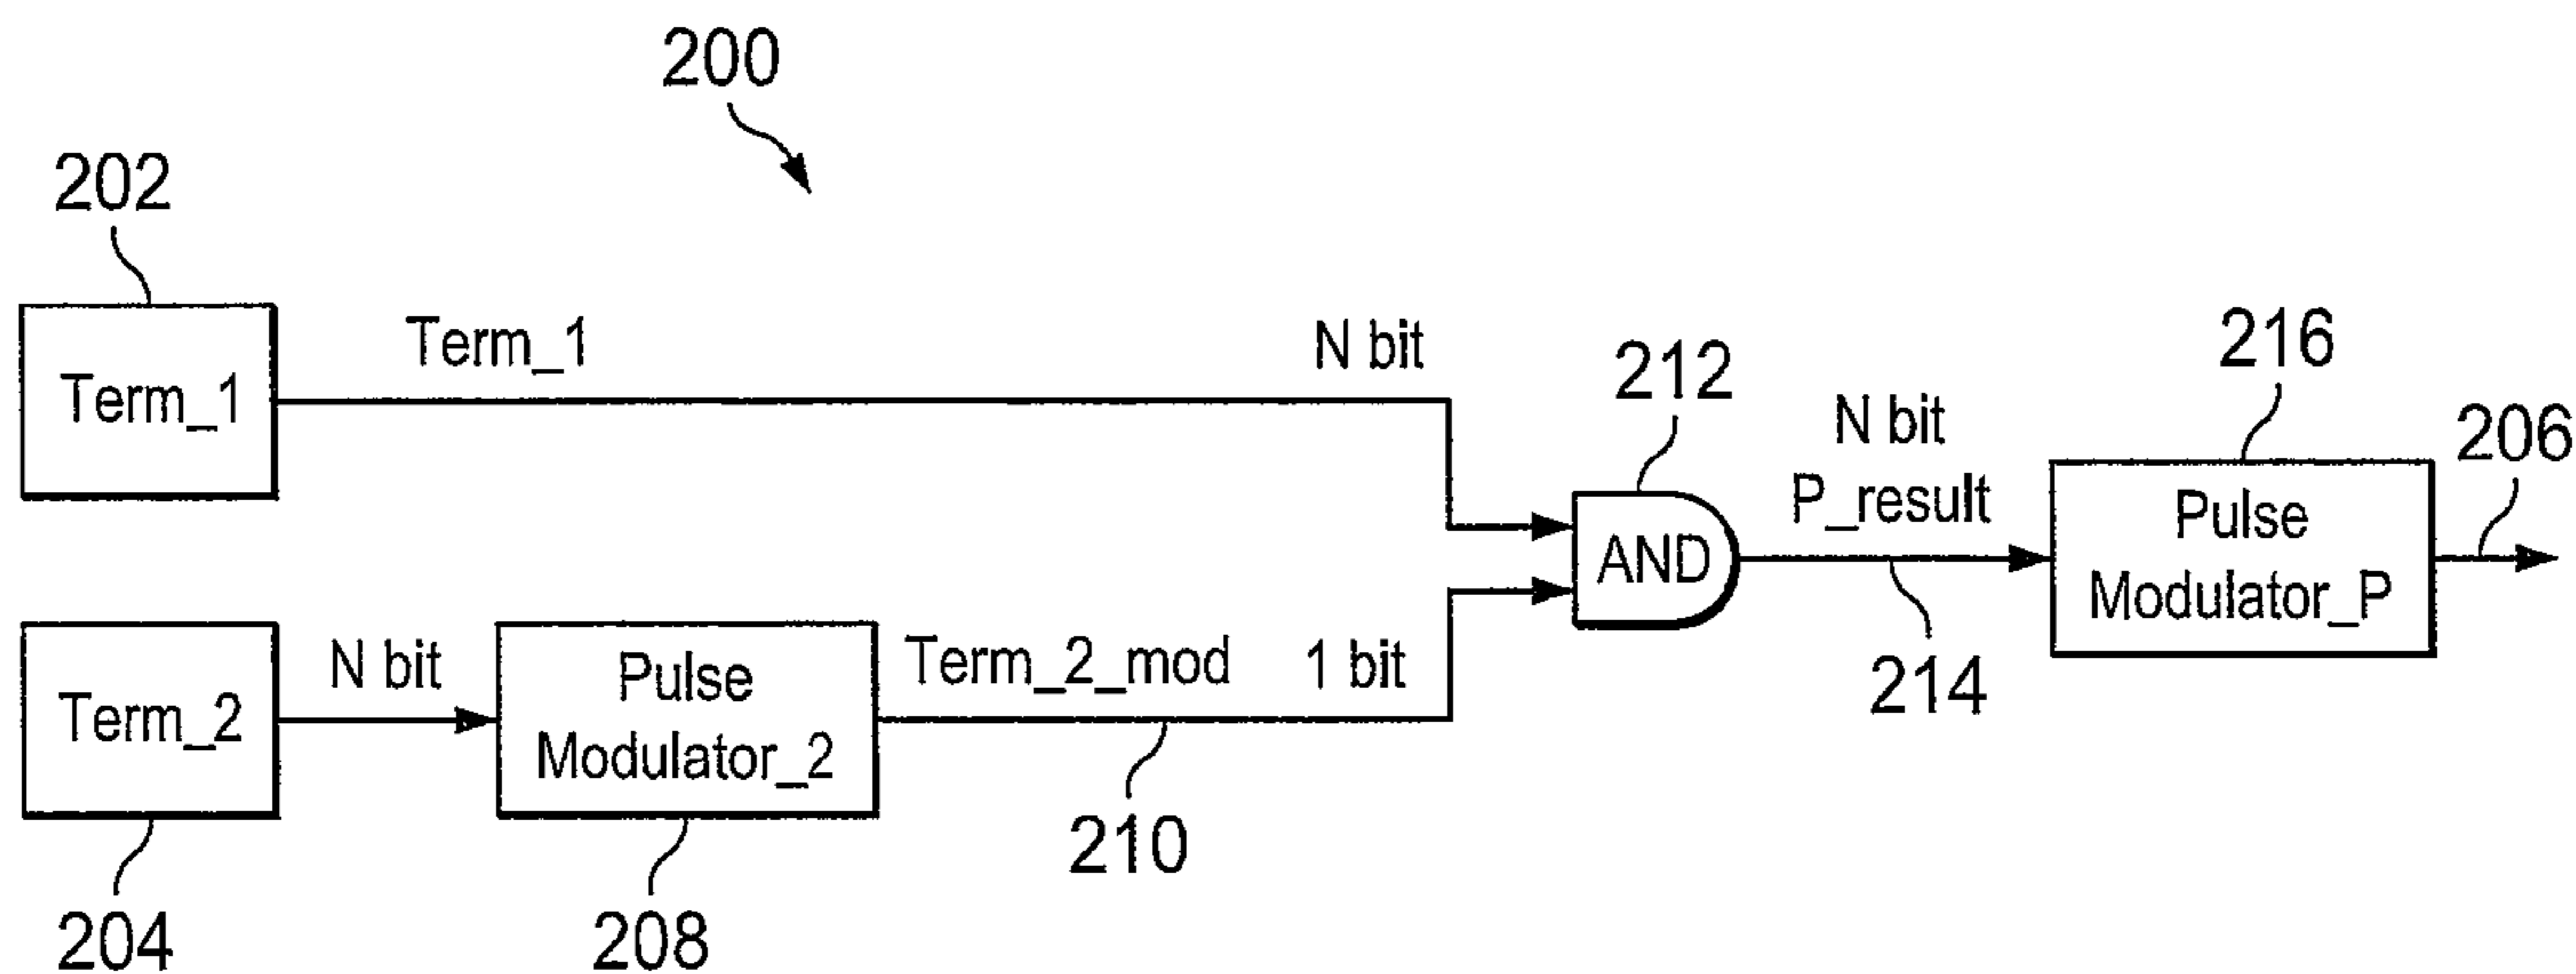 200
202
Term_1
Term_1
N bit
212
AND
N bit
P_result
214
216
Pulse
Modulator_P
206
Term_2
204
N bit
Pulse
Modulator_2
208
Term_2_mod
1 bit
210